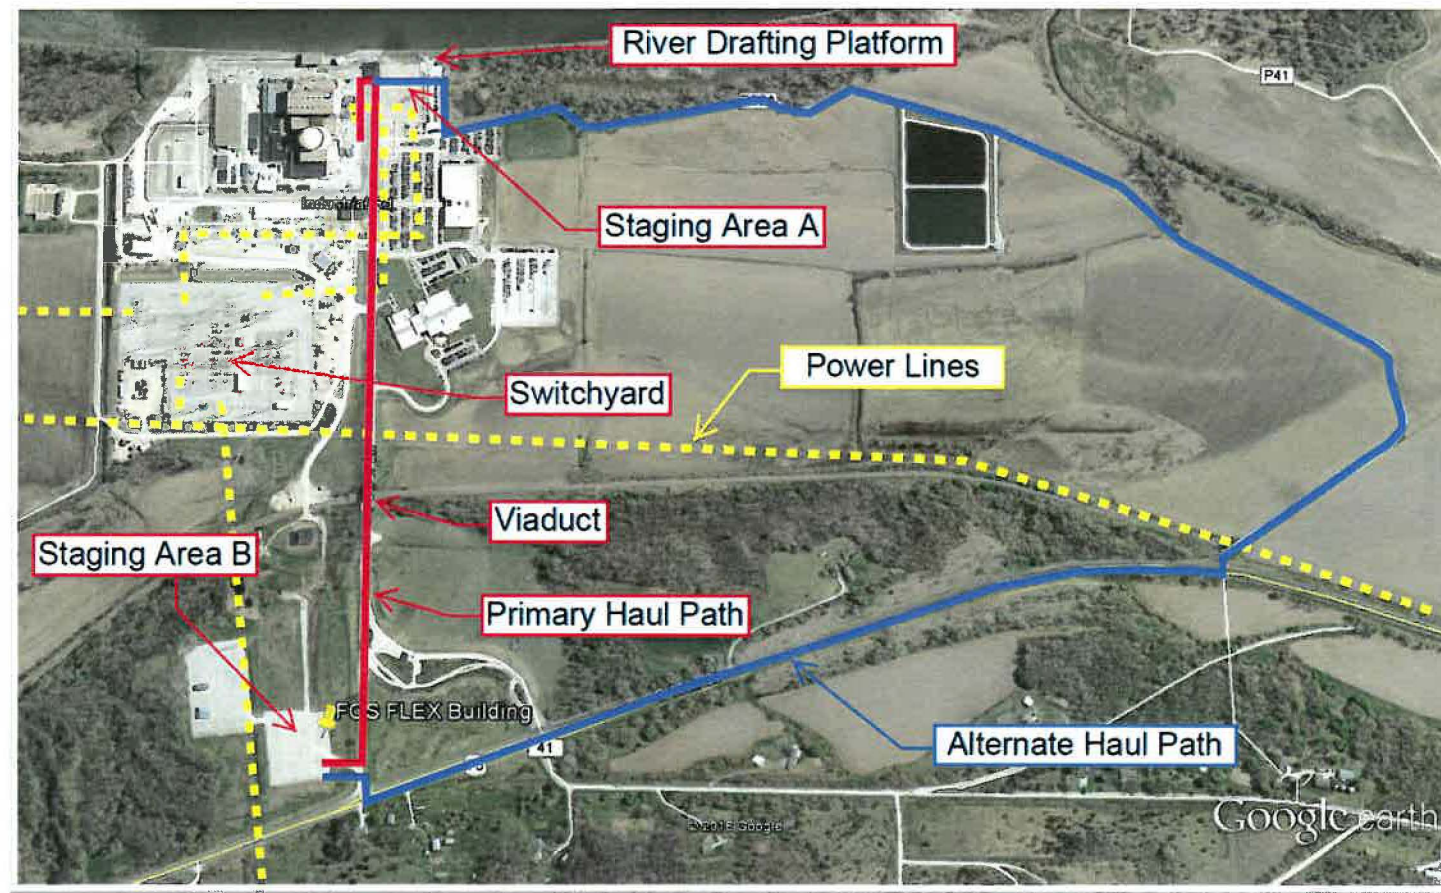 River Drafting Platform
P41
Staging Area A
Power Lines
Switchyard
Viaduct
Staging Area B
Primary Haul Path
FCS FLEX Building
41
Alternate Haul Path
Google earth